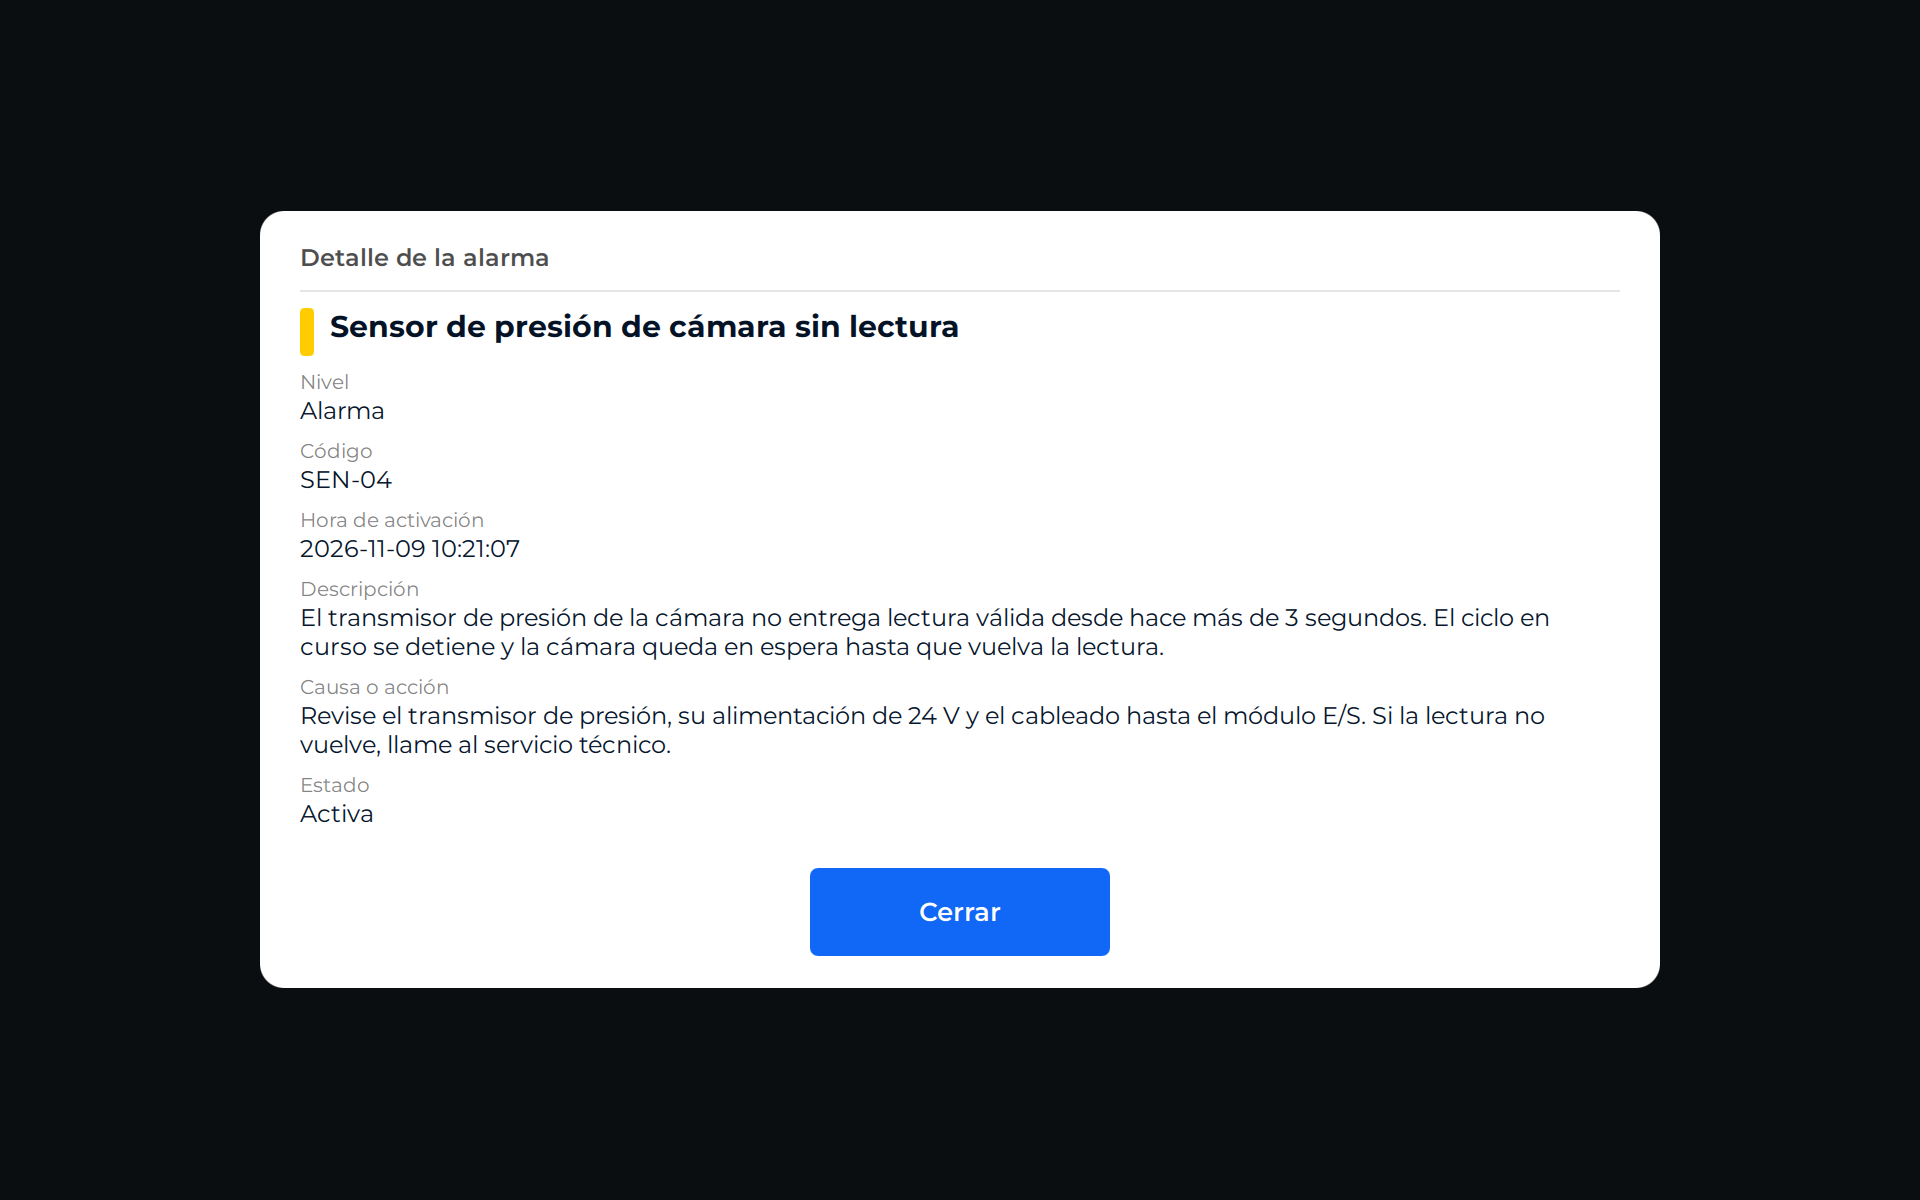 Detalle de la alarma
Sensor de presión de cámara sin lectura
Nivel
Alarma
Código
SEN-04
Hora de activación
2026-11-09 10:21:07
Descripción
El transmisor de presión de la cámara no entrega lectura válida desde hace más de 3 segundos. El ciclo en
curso se detiene y la cámara queda en espera hasta que vuelva la lectura.
Causa o acción
Revise el transmisor de presión, su alimentación de 24 V y el cableado hasta el módulo E/S. Si la lectura no
vuelve, llame al servicio técnico.
Estado
Activa
Cerrar